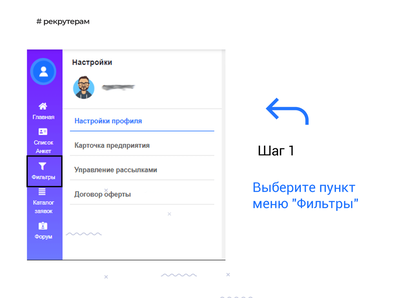 # рекрутерам
Настройки
Главная
Список
Анкет
Фильтры
Каталог
заявок
Форум
Настройки профиля
Карточка предприятия
Управление рассылками
Договор оферты
Шаг 1
Выберите пункт
меню "Фильтры"